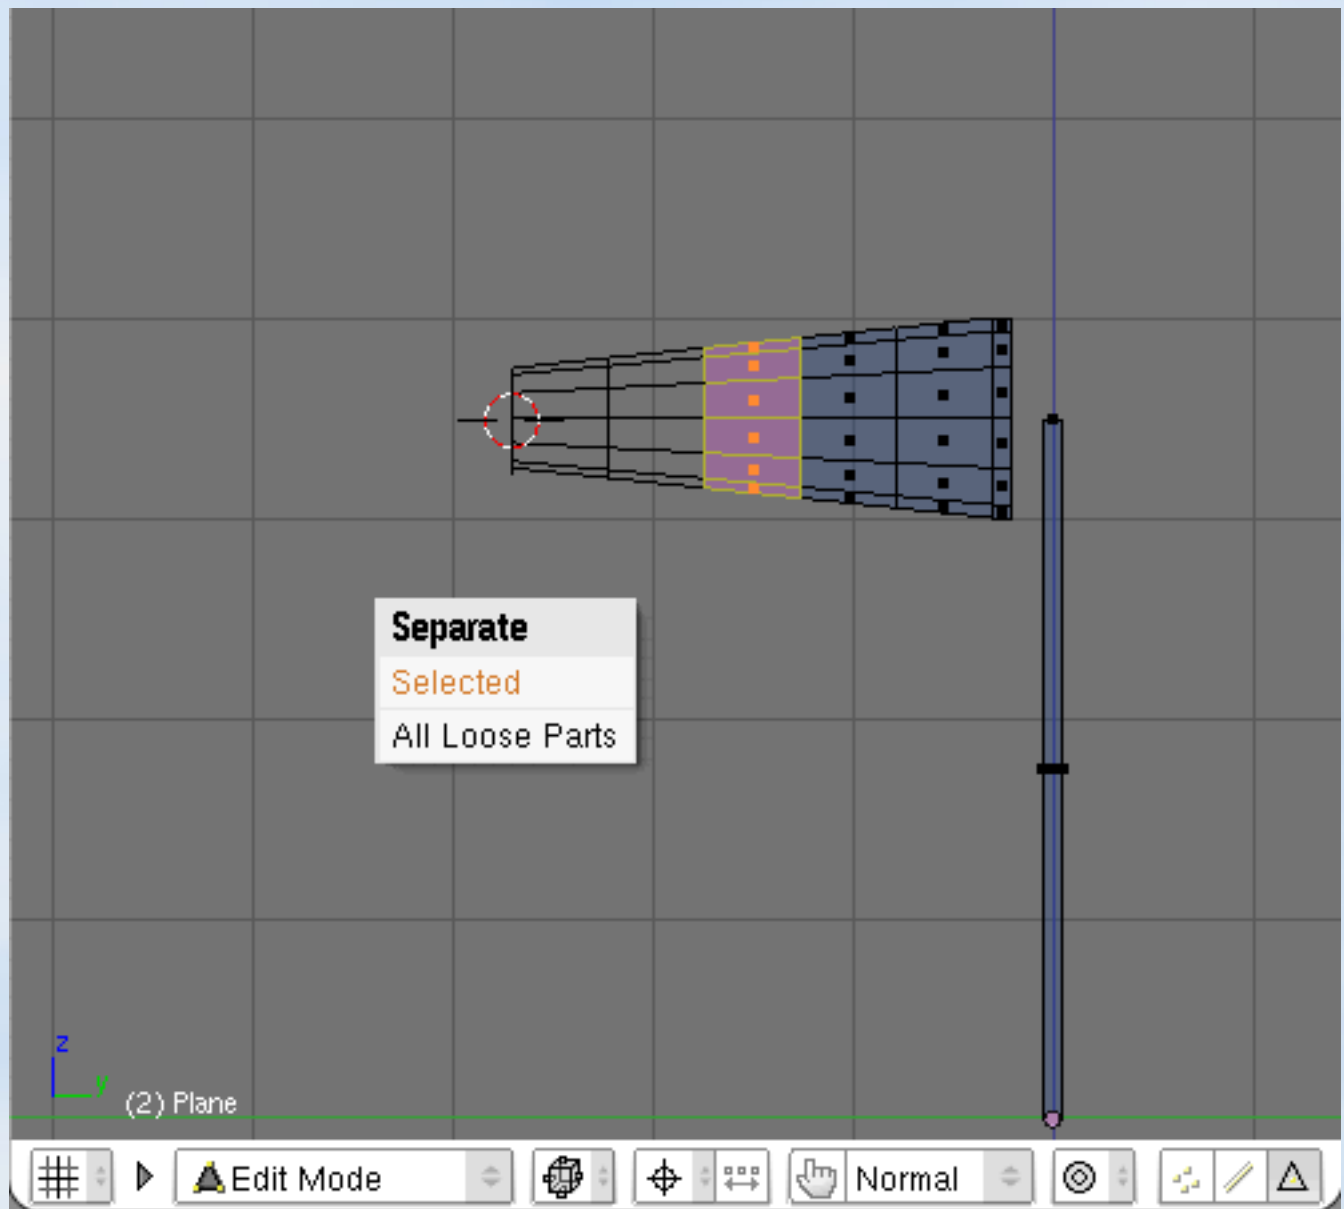 Separate
Selected
All Loose Parts
z
y
(2) Plane
Edit Mode
Normal